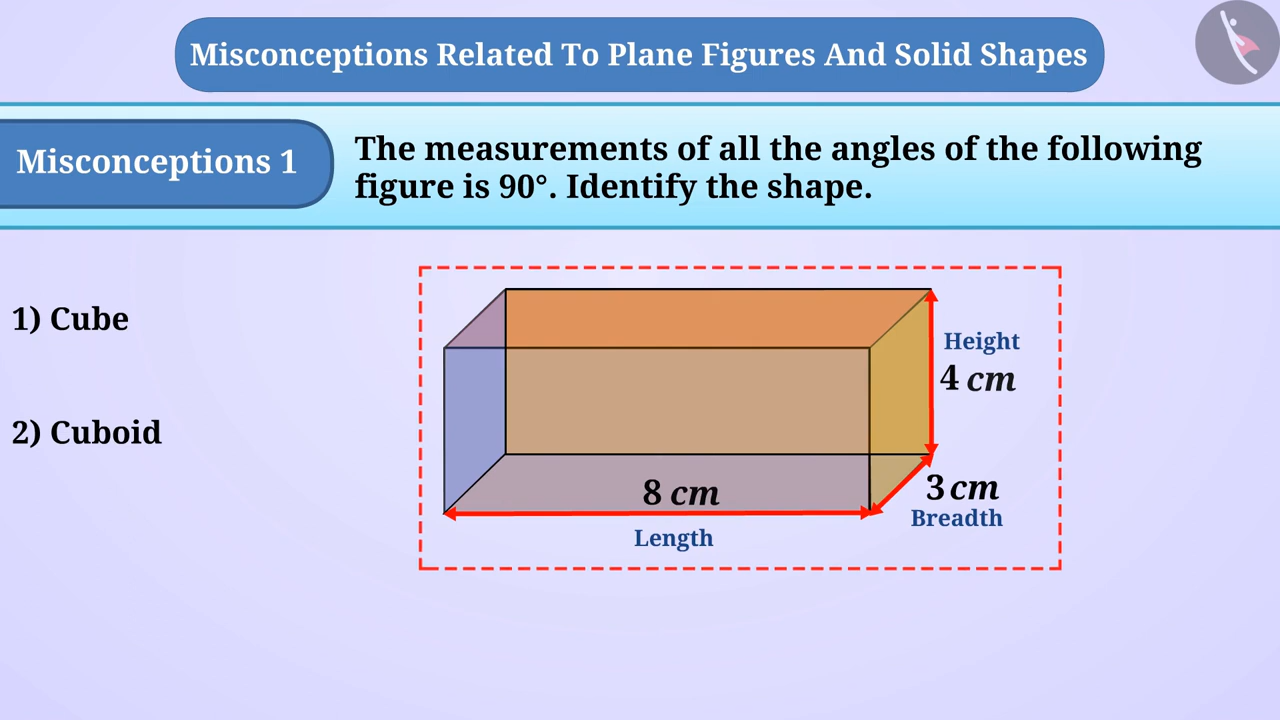 Misconceptions Related To Plane Figures And Solid Shapes
Misconceptions 1
The measurements of all the angles of the following
figure is 90°. Identify the shape.
1) Cube
2) Cuboid
Height
4 cm
8 cm
Length
3 cm
Breadth